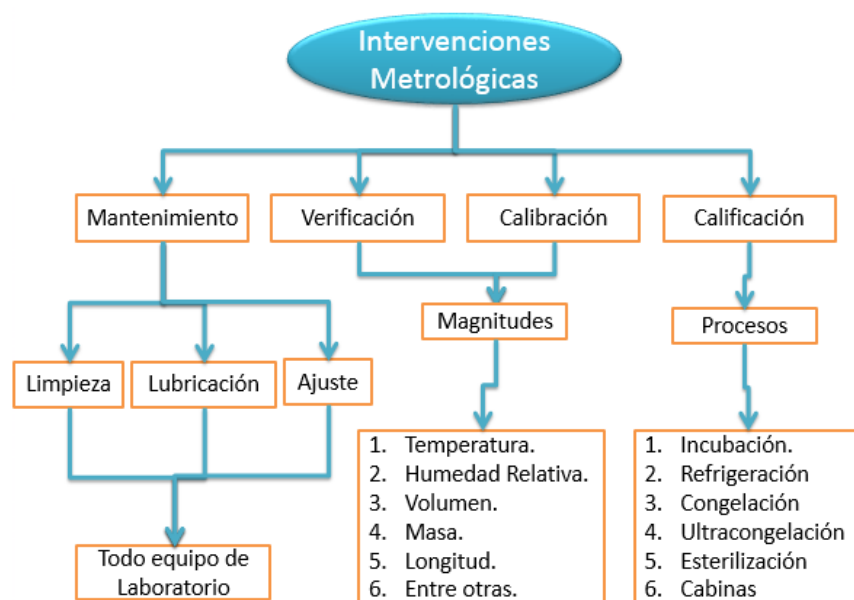 Intervenciones
Metrológicas
Mantenimiento
Verificación
Calibración
Calificación
Magnitudes
Procesos
Limpieza
Lubricación
Ajuste
Todo equipo de
Laboratorio
1. Temperatura.
2. Humedad Relativa.
3. Volumen.
4. Masa.
5. Longitud.
6. Entre otras.
1. Incubación.
2. Refrigeración
3. Congelación
4. Ultracongelación
5. Esterilización
6. Cabinas